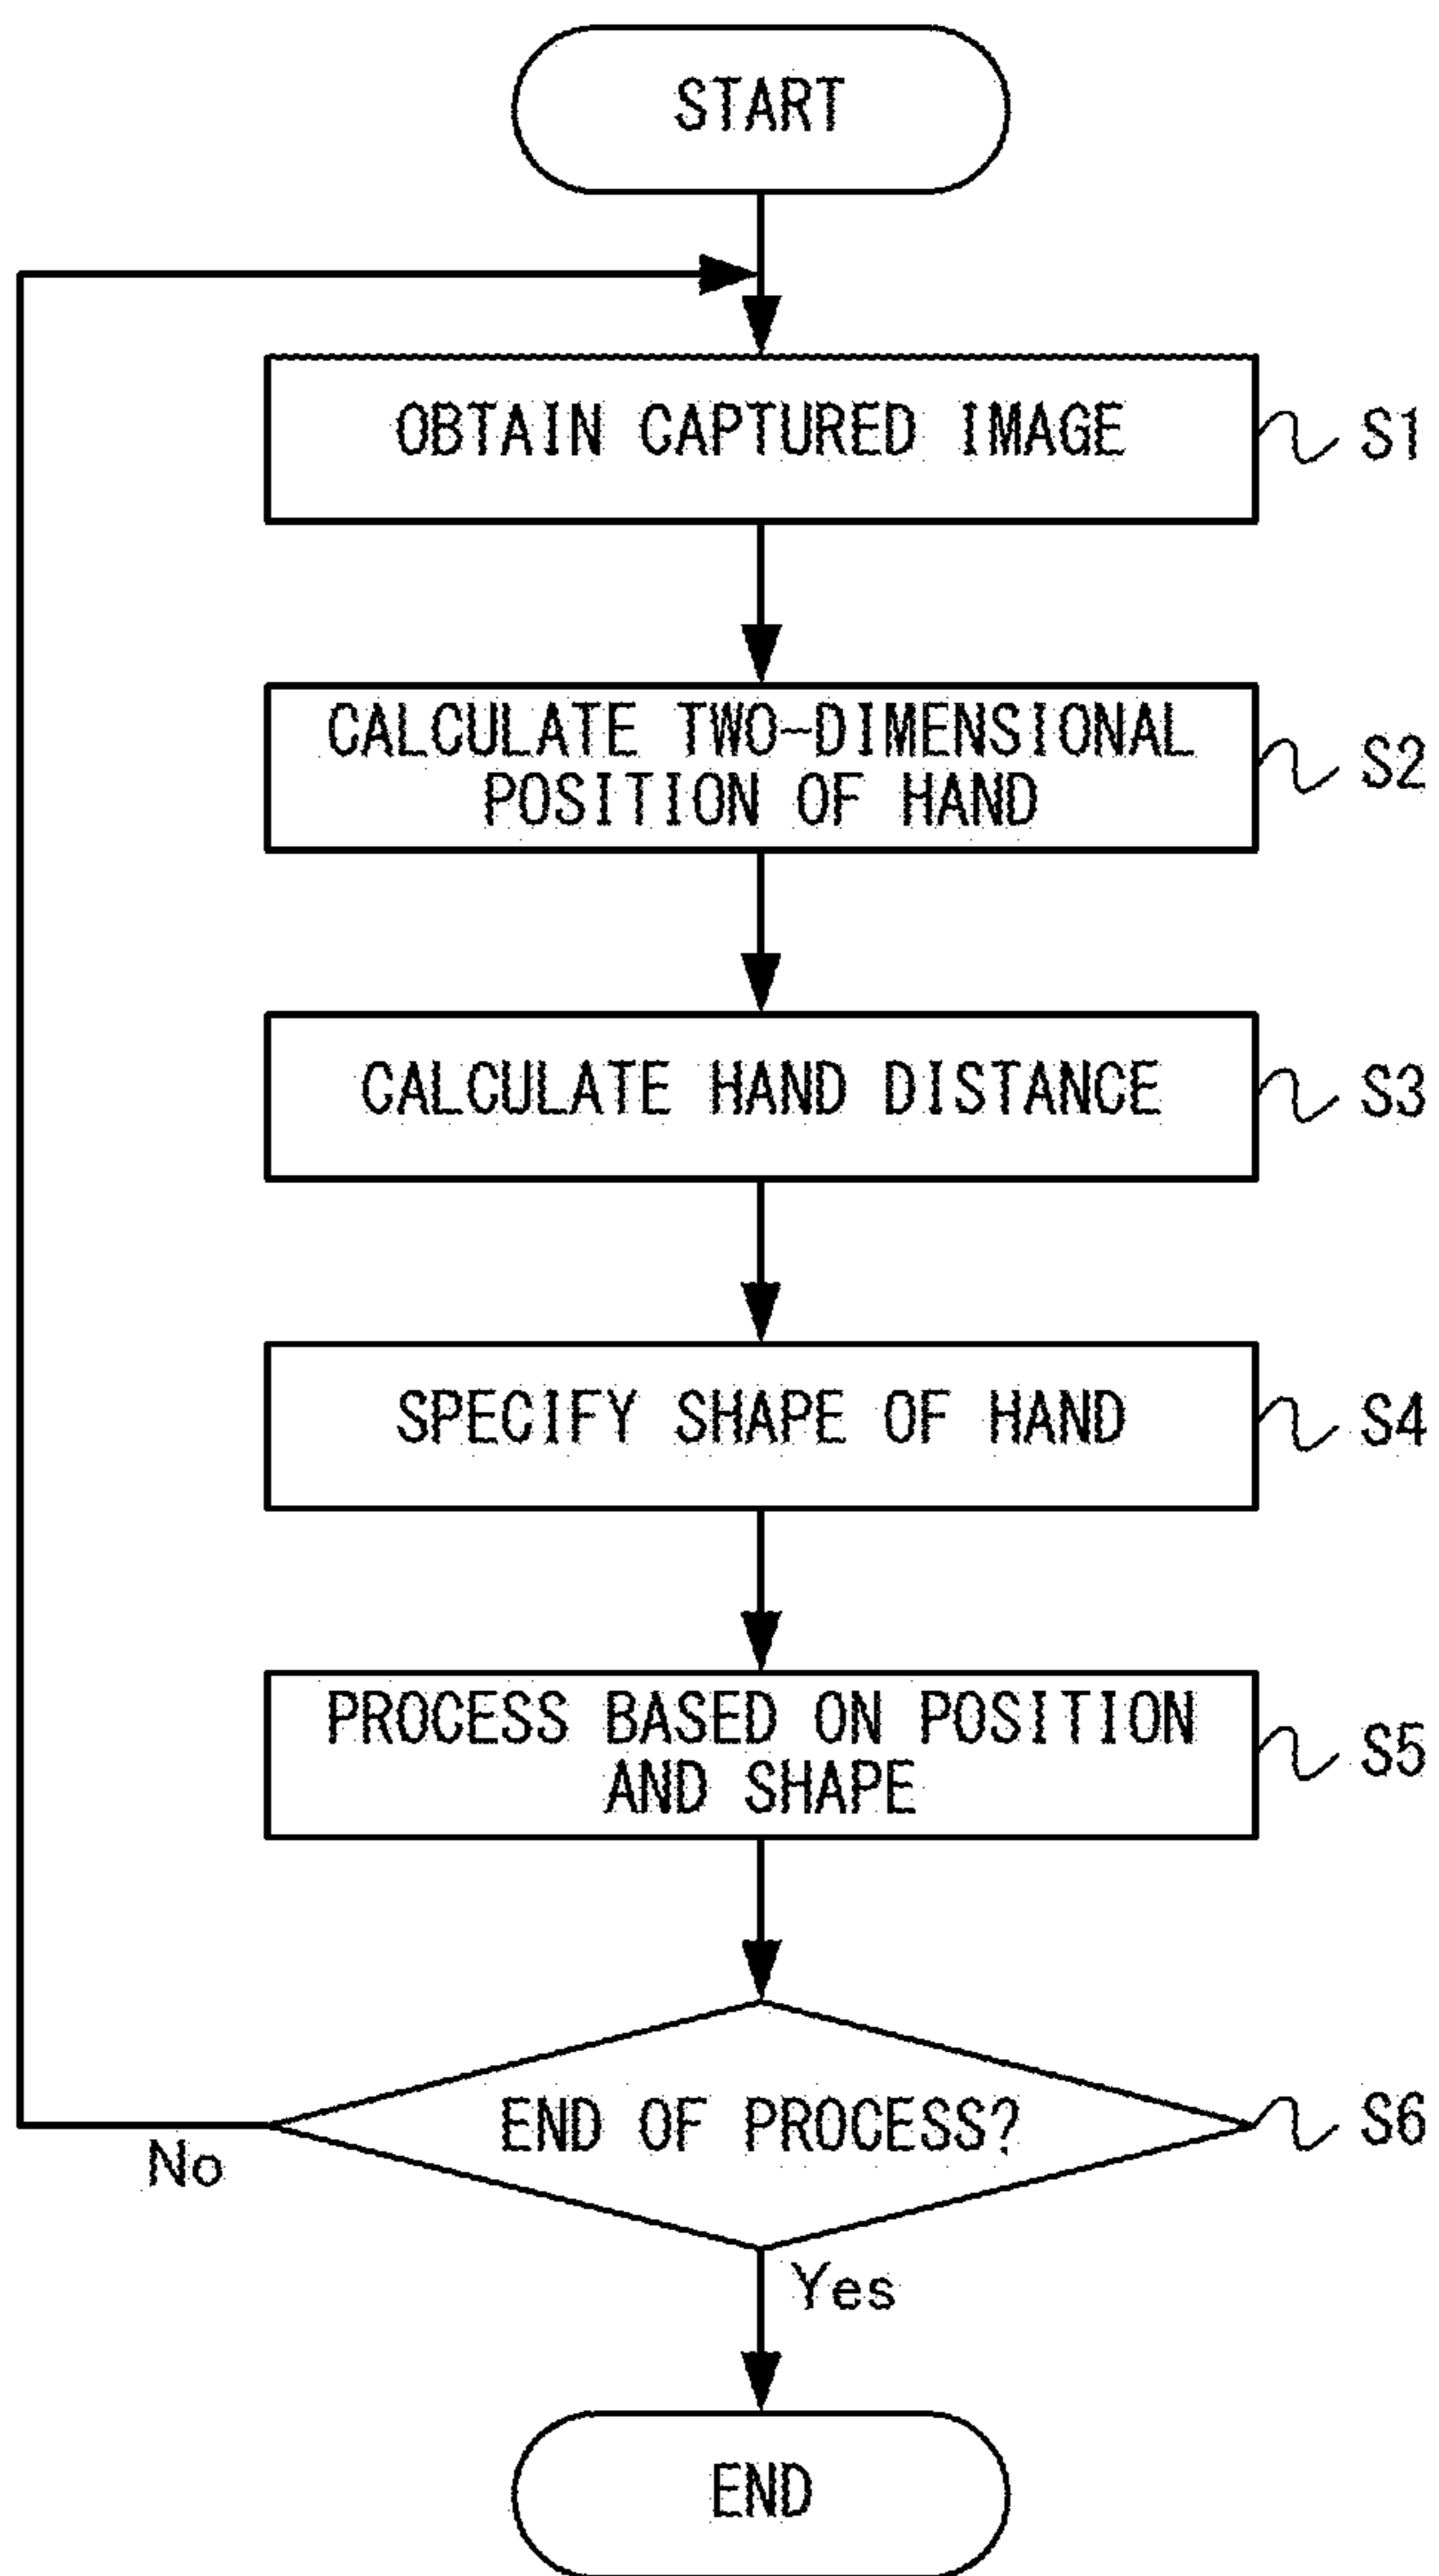 START
OBTAIN CAPTURED IMAGE
S1
CALCULATE TWO-DIMENSIONAL
POSITION OF HAND
S2
CALCULATE HAND DISTANCE
S3
SPECIFY SHAPE OF HAND
S4
PROCESS BASED ON POSITION
AND SHAPE
S5
END OF PROCESS?
S6
No
Yes
END